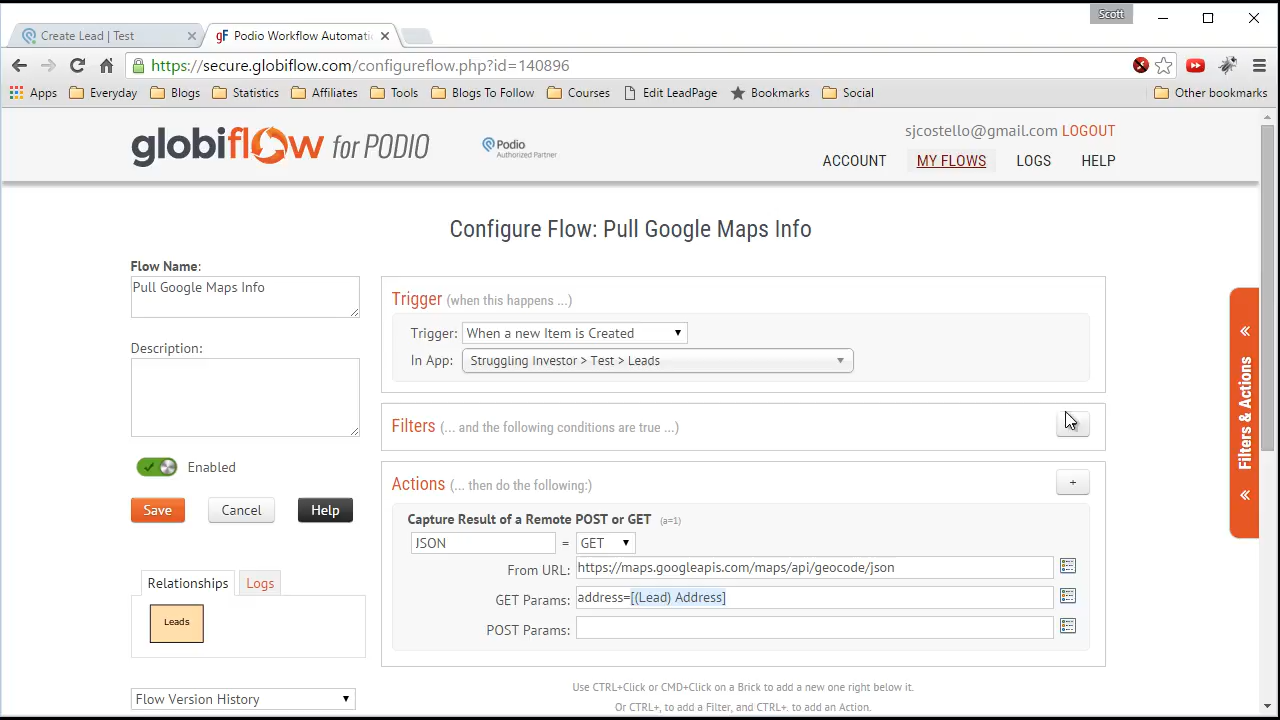 Scott
Create Lead | Test
Podio Workflow Automati
https://secure.globiflow.com/configureflow.php?id=140896
Apps Everyday Blogs Statistics Affiliates Tools Blogs To Follow Courses Edit LeadPage Bookmarks Social Other bookmarks
globiflow for PODIO
Podio
Authorized Partner
sjcostello@gmail.com LOGOUT
ACCOUNT MY FLOWS LOGS HELP
Configure Flow: Pull Google Maps Info
Flow Name:
Pull Google Maps Info
Description:
Enabled
Save Cancel Help
Relationships Logs
Leads
Flow Version History
Trigger (when this happens ...)
Trigger: When a new Item is Created
In App: Struggling Investor > Test > Leads
Filters (... and the following conditions are true ...)
Actions (... then do the following:)
+
Capture Result of a Remote POST or GET (a=1)
JSON = GET
From URL: https://maps.googleapis.com/maps/api/geocode/json
GET Params: address=[(Lead) Address]
POST Params:
Use CTRL+Click or CMD+Click on a Brick to add a new one right below it.
Or CTRL+, to add a Filter, and CTRL+. to add an Action.
« Filters & Actions «